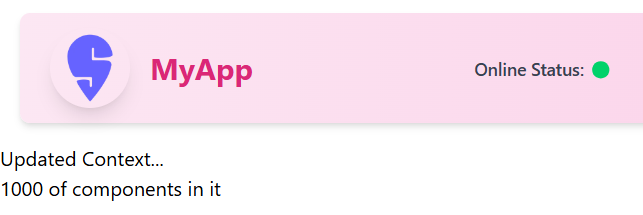 MyApp
Online Status:
Updated Context...
1000 of components in it